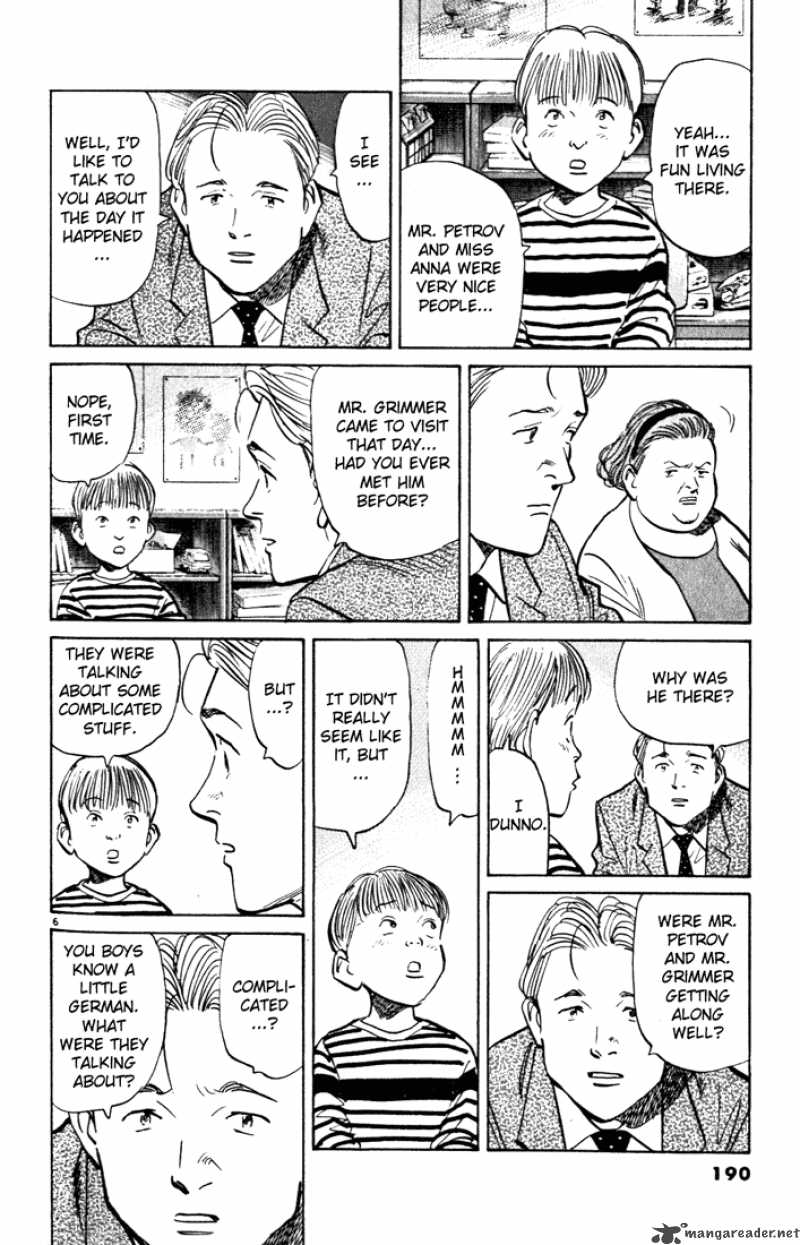 YEAH...
IT WAS
FUN LIVING
THERE.
MR. PETROV
AND MISS
ANNA WERE
VERY NICE
PEOPLE...
I
SEE
...
WELL, I'D
LIKE TO
TALK TO
YOU ABOUT
THE DAY IT
HAPPENED
...
MR. GRIMMER
CAME TO VISIT
THAT DAY...
HAD YOU EVER
MET HIM
BEFORE?
NOPE,
FIRST
TIME.
WHY WAS
HE THERE?
I
DUNNO.
WERE MR.
PETROV
AND MR.
GRIMMER
GETTING
ALONG
WELL?
HMMMMM...
IT DIDN'T
REALLY
SEEM LIKE
IT, BUT
...
BUT
...?
THEY WERE
TALKING
ABOUT SOME
COMPLICATED
STUFF.
6
COMPLI-
CATED
...?
YOU BOYS
KNOW A
LITTLE
GERMAN.
WHAT
WERE THEY
TALKING
ABOUT?
190
mangareader.net